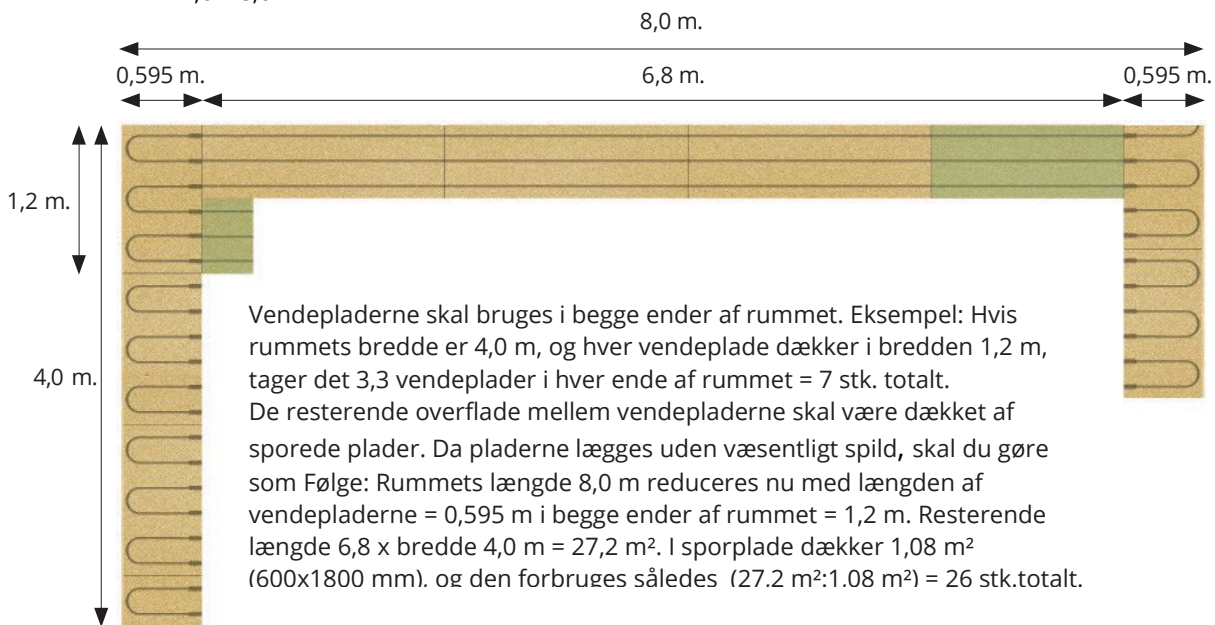 8,0 m.
0,595 m.
6,8 m.
0,595 m.
1,2 m.
4,0 m.
Vendepladerne skal bruges i begge ender af rummet. Eksempel: Hvis
rummets bredde er 4,0 m, og hver vendeplade dækker i bredden 1,2 m,
tager det 3,3 vendeplader i hver ende af rummet = 7 stk. totalt.
De resterende overflade mellem vendepladerne skal være dækket af
sporede plader. Da pladerne lægges uden væsentligt spild, skal du gøre
som Følge: Rummets længde 8,0 m reduceres nu med længden af
vendepladerne = 0,595 m i begge ender af rummet = 1,2 m. Resterende
længde 6,8 x bredde 4,0 m = 27,2 m². I sporplade dækker 1,08 m²
(600x1800 mm), og den forbruges således (27,2 m²:1,08 m²) = 26 stk.totalt.